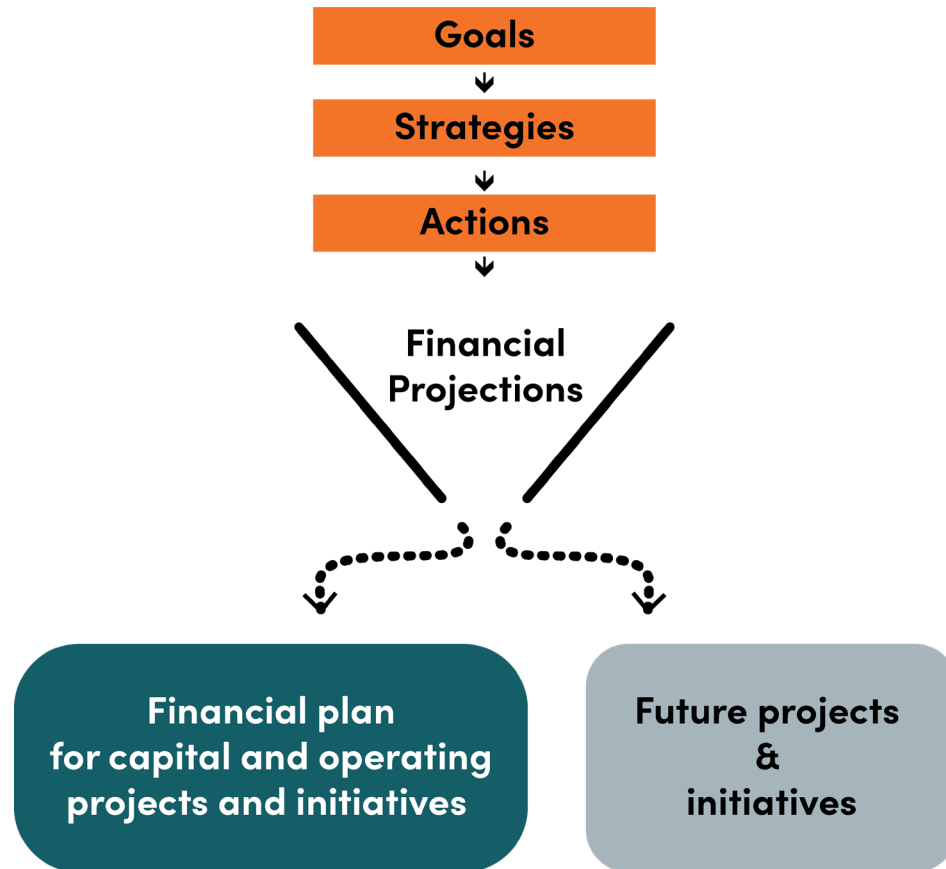 Goals
Strategies
Actions
Financial
Projections
Financial plan
for capital and operating
projects and initiatives
Future projects
&
initiatives